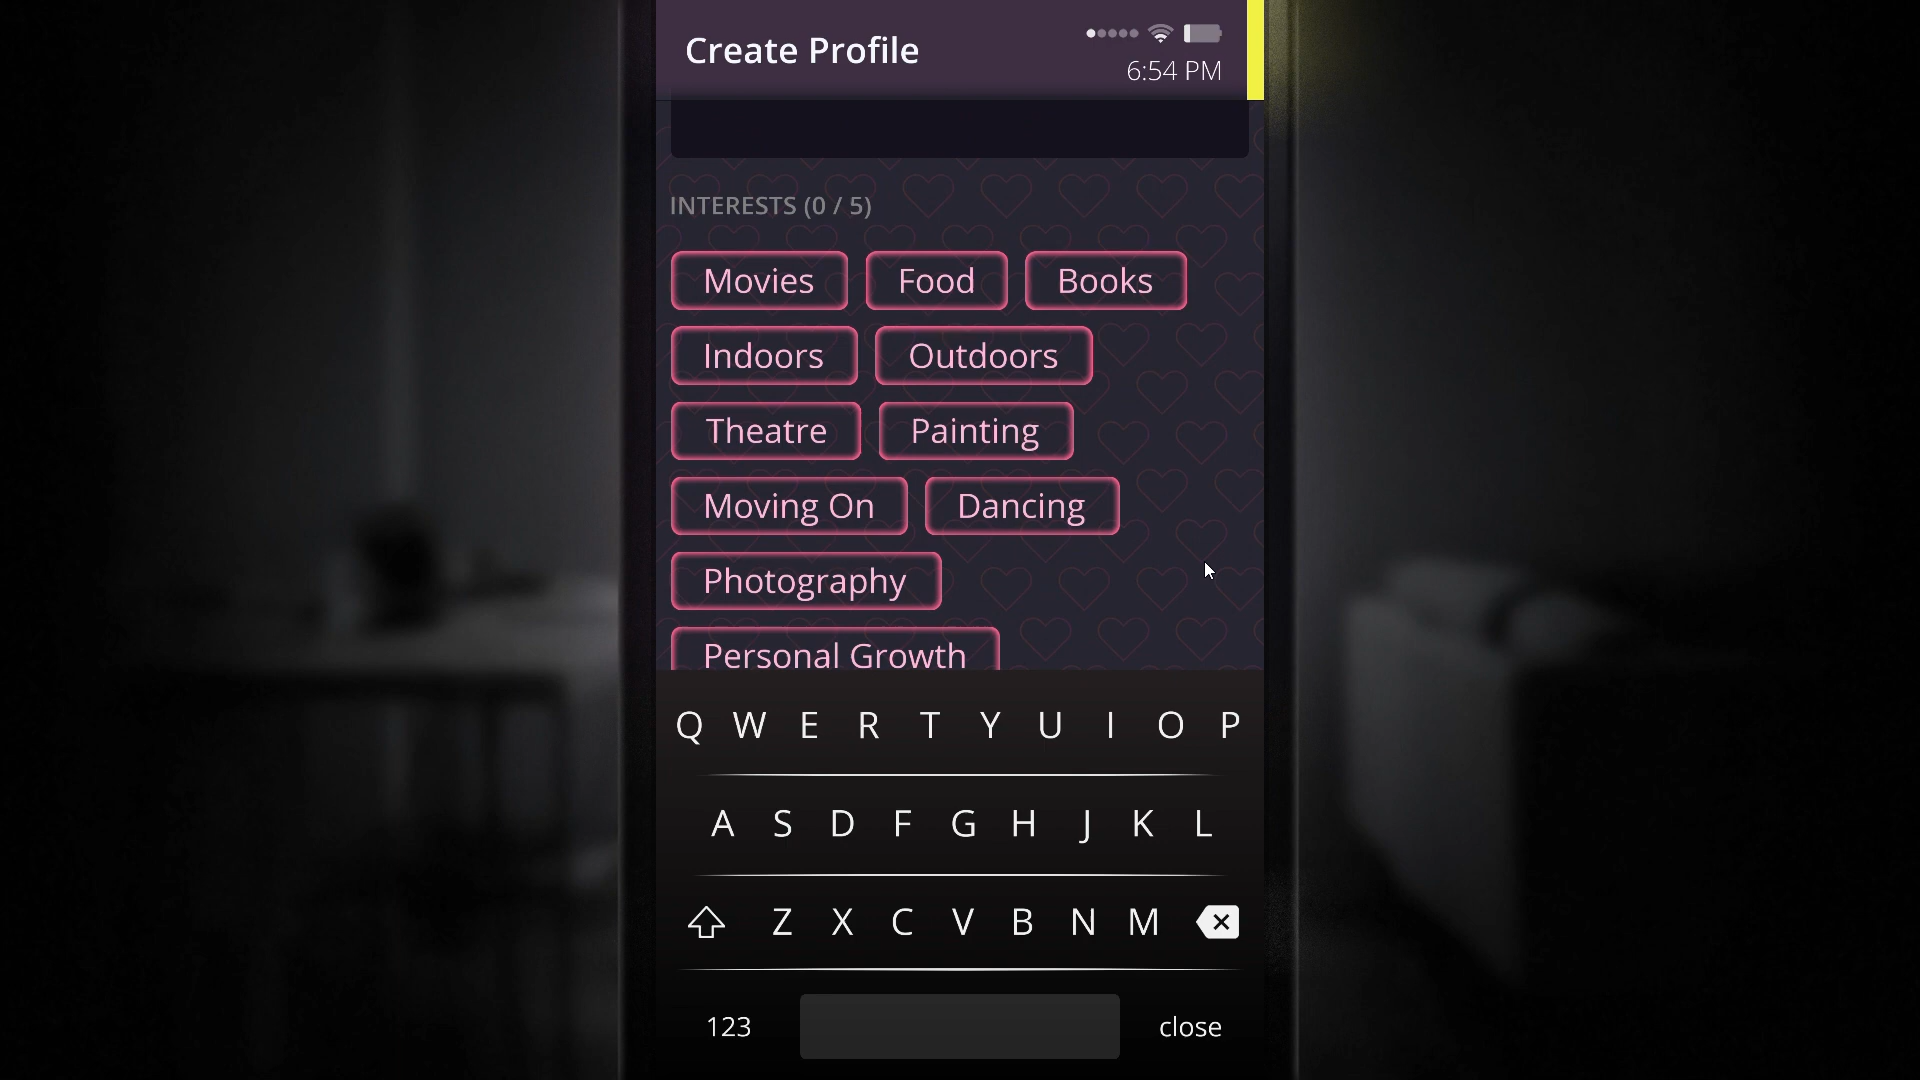 Create Profile
6:54 PM
INTERESTS (0 / 5)
Movies Food Books
Indoors Outdoors
Theatre Painting
Moving On Dancing
Photography
Personal Growth
Q W E R T Y U I O P
A S D F G H J K L
Z X C V B N M
123 close